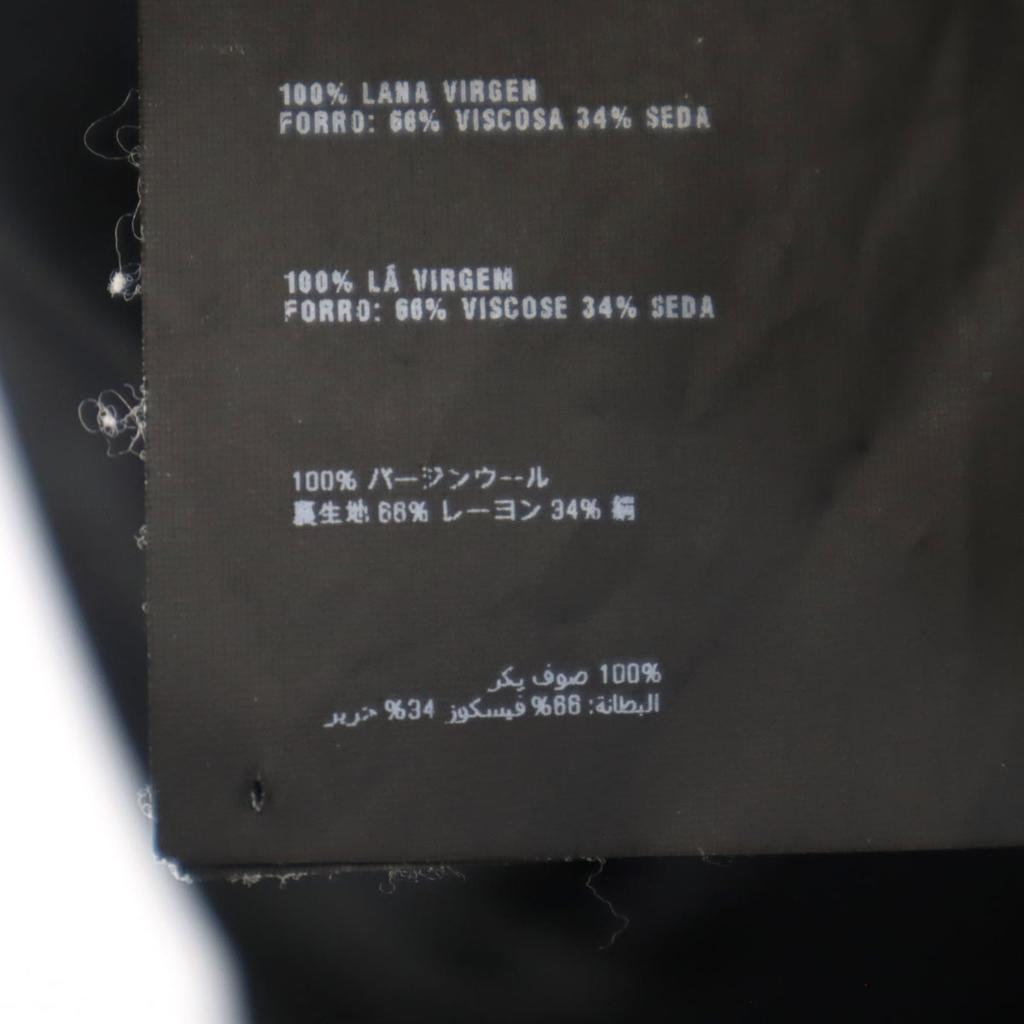 100% LANA VIRGEN
FORRO: 66% VISCOSA 34% SEDA
100% LÃ VIRGEM
FORRO: 66% VISCOSE 34% SEDA
100% バージンウール
裏生地 66% レーヨン 34% 絹
100% صوف بكر
البطانة: 66% فيسكوز 34% حرير